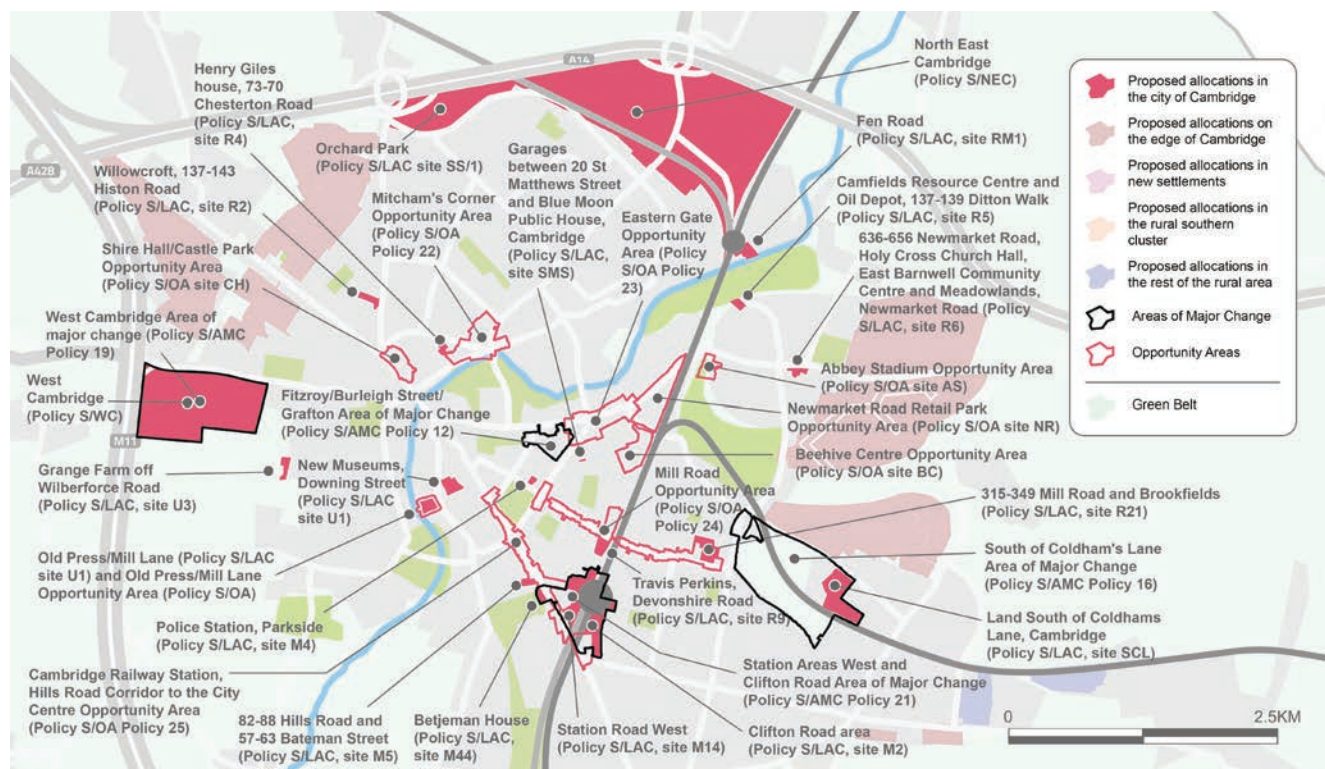 A14
A428
M11
Henry Giles
house, 73-70
Chesterton Road
(Policy S/LAC,
site R4)
North East
Cambridge
(Policy S/NEC)
Orchard Park
(Policy S/LAC site SS/1)
Garages
between 20 St
Matthews Street
and Blue Moon
Public House,
Cambridge
(Policy S/LAC,
site SMS)
Fen Road
(Policy S/LAC, site RM1)
Willowcroft, 137-143
Histon Road
(Policy S/LAC, site R2)
Mitcham's Corner
Opportunity Area
(Policy S/OA
Policy 22)
Eastern Gate
Opportunity
Area (Policy
S/OA Policy
23)
Camfields Resource Centre and
Oil Depot, 137-139 Ditton Walk
(Policy S/LAC, site R5)
636-656 Newmarket Road,
Holy Cross Church Hall,
East Barnwell Community
Centre and Meadowlands,
Newmarket Road (Policy
S/LAC, site R6)
Shire Hall/Castle Park
Opportunity Area
(Policy S/OA site CH)
West Cambridge Area of
major change (Policy S/AMC
Policy 19)
West
Cambridge
(Policy S/WC)
Fitzroy/Burleigh Street/
Grafton Area of Major Change
(Policy S/AMC Policy 12)
Abbey Stadium Opportunity Area
(Policy S/OA site AS)
Newmarket Road Retail Park
Opportunity Area (Policy S/OA site NR)
Beehive Centre Opportunity Area
(Policy S/OA site BC)
Grange Farm off
Wilberforce Road
(Policy S/LAC, site U3)
New Museums,
Downing Street
(Policy S/LAC
site U1)
Mill Road
Opportunity Area
(Policy S/OA
Policy 24)
315-349 Mill Road and Brookfields
(Policy S/LAC, site R21)
Old Press/Mill Lane (Policy S/LAC
site U1) and Old Press/Mill Lane
Opportunity Area (Policy S/OA)
South of Coldham's Lane
Area of Major Change
(Policy S/AMC Policy 16)
Travis Perkins,
Devonshire Road
(Policy S/LAC, site R9)
Land South of Coldhams
Lane, Cambridge
(Policy S/LAC, site SCL)
Police Station, Parkside
(Policy S/LAC, site M4)
Cambridge Railway Station,
Hills Road Corridor to the City
Centre Opportunity Area
(Policy S/OA Policy 25)
82-88 Hills Road and
57-63 Bateman Street
(Policy S/LAC, site M5)
Betjeman House
(Policy S/LAC,
site M44)
Station Road West
(Policy S/LAC, site M14)
Station Areas West and
Clifton Road Area of Major Change
(Policy S/AMC Policy 21)
Clifton Road area
(Policy S/LAC, site M2)
Proposed allocations in
the city of Cambridge
Proposed allocations on
the edge of Cambridge
Proposed allocations in
new settlements
Proposed allocations in
the rural southern
cluster
Proposed allocations in
the rest of the rural area
Areas of Major Change
Opportunity Areas
Green Belt
0
2.5KM